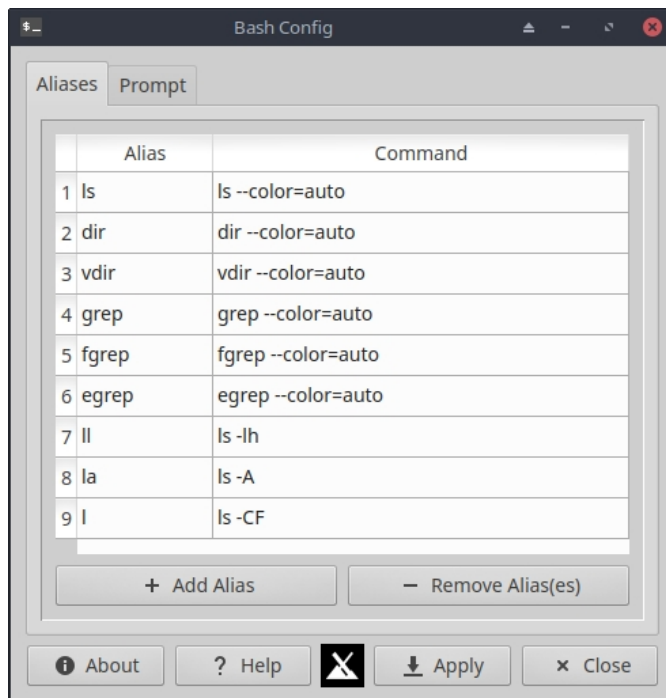 $_ Bash Config
Aliases Prompt
Alias Command
1 ls ls --color=auto
2 dir dir --color=auto
3 vdir vdir --color=auto
4 grep grep --color=auto
5 fgrep fgrep --color=auto
6 egrep egrep --color=auto
7 ll ls -lh
8 la ls -A
9 l ls -CF
+ Add Alias − Remove Alias(es)
About ? Help Apply × Close